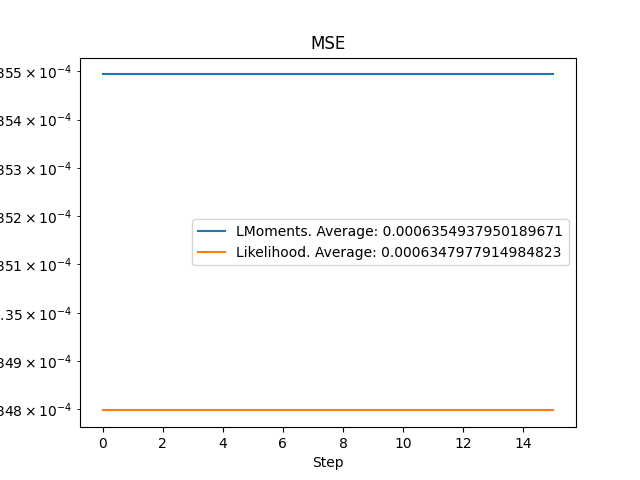 MSE
355 × 10⁻⁴
354 × 10⁻⁴
353 × 10⁻⁴
352 × 10⁻⁴
351 × 10⁻⁴
.35 × 10⁻⁴
349 × 10⁻⁴
348 × 10⁻⁴
LMoments. Average: 0.0006354937950189671
Likelihood. Average: 0.0006347977914984823
0 2 4 6 8 10 12 14
Step